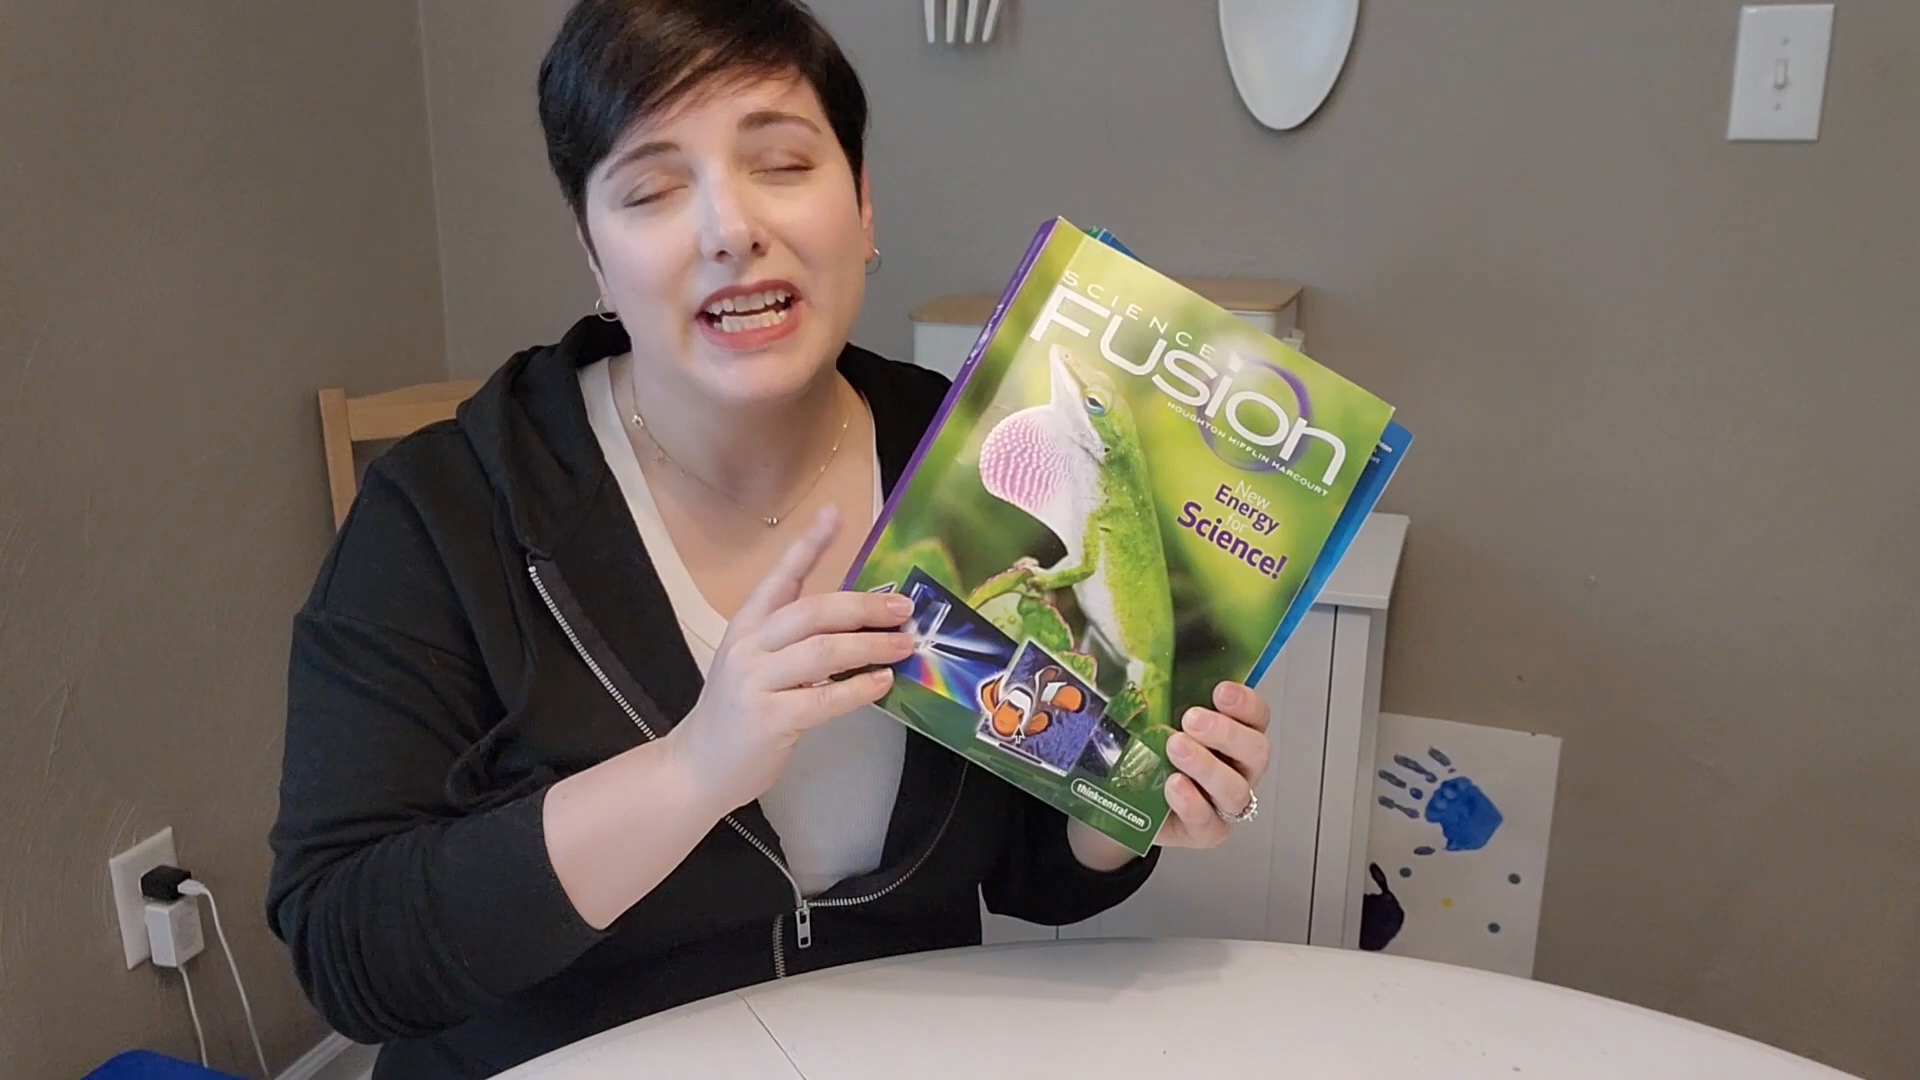 SCIENCE
FUSION
HOUGHTON MIFFLIN HARCOURT
New
Energy
for
Science!
thinkcentral.com